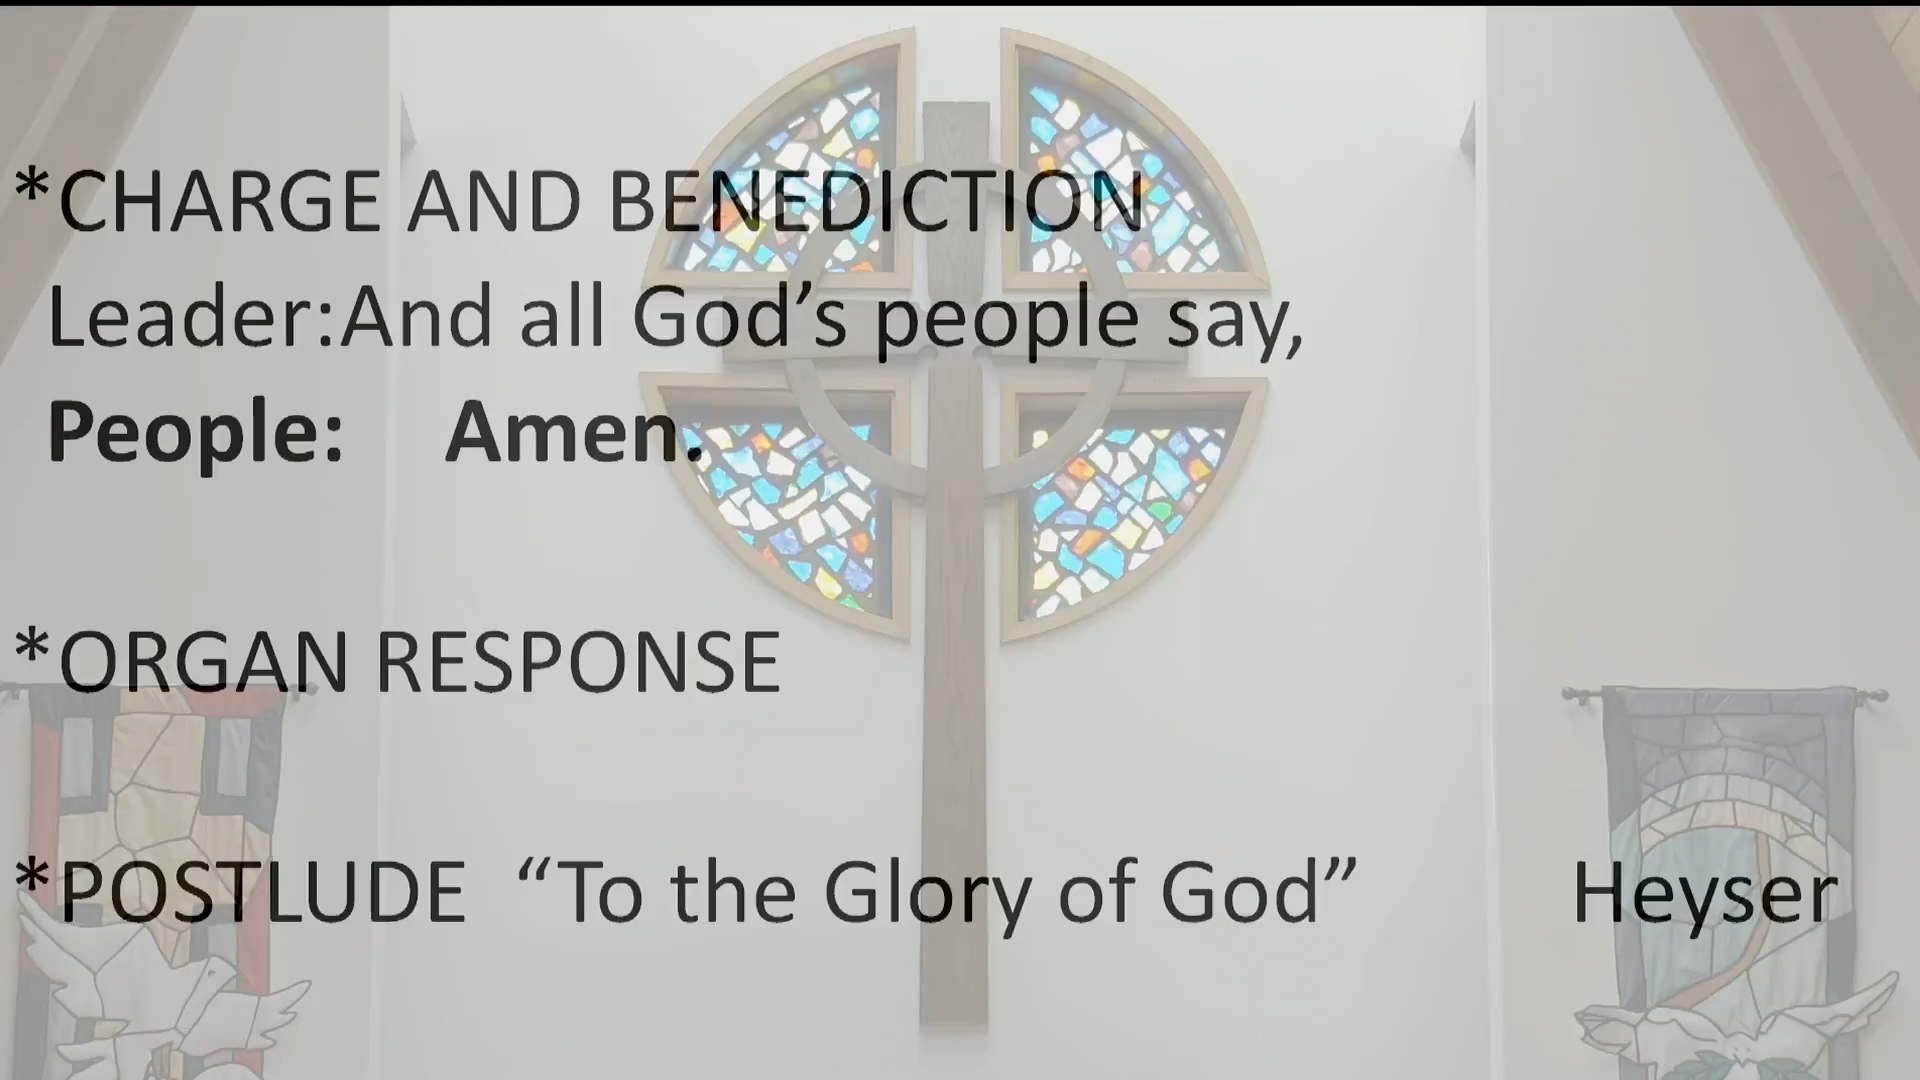 *CHARGE AND BENEDICTION
Leader:And all God’s people say,
People: Amen.
*ORGAN RESPONSE
*POSTLUDE “To the Glory of God” Heyser